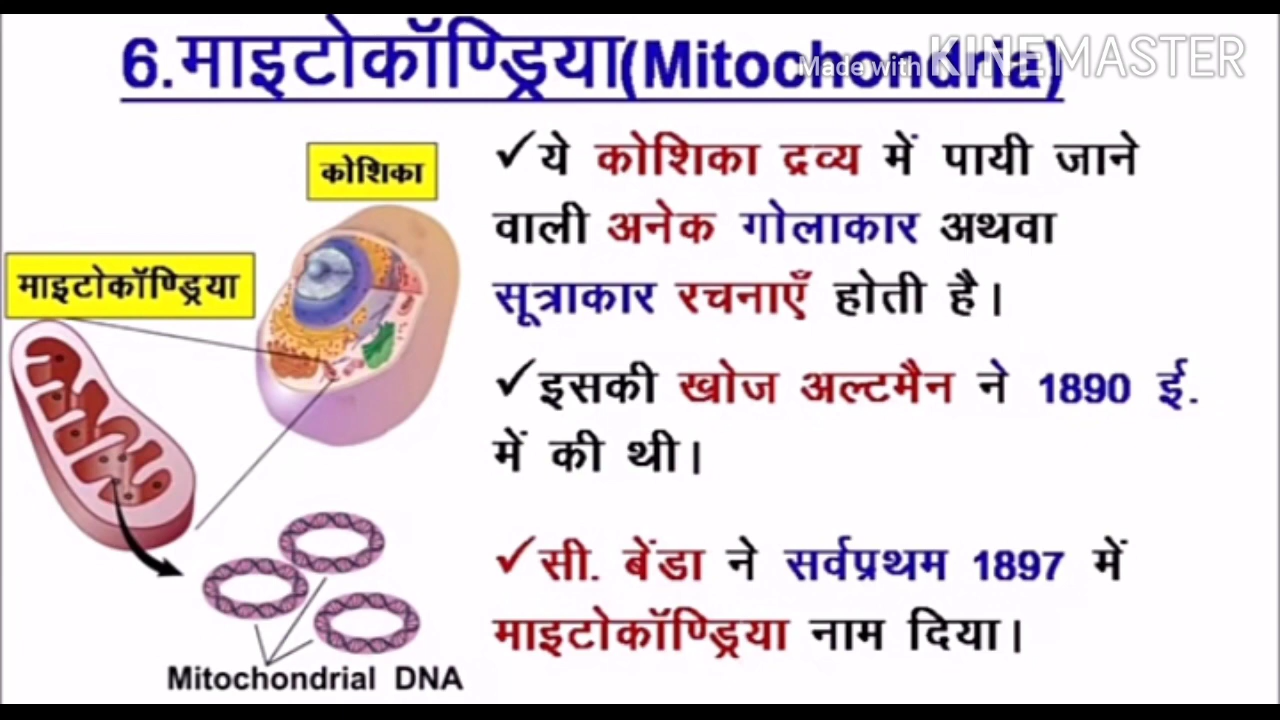 6.माइटोकॉण्ड्रिया(Mitochondria)
Made with KINEMASTER
कोशिका
माइटोकॉण्ड्रिया
✓ये कोशिका द्रव्य में पायी जाने
वाली अनेक गोलाकार अथवा
सूत्राकार रचनाएँ होती है।
✓इसकी खोज अल्टमैन ने 1890 ई.
में की थी।
✓सी. बेंडा ने सर्वप्रथम 1897 में
माइटोकॉण्ड्रिया नाम दिया।
Mitochondrial DNA